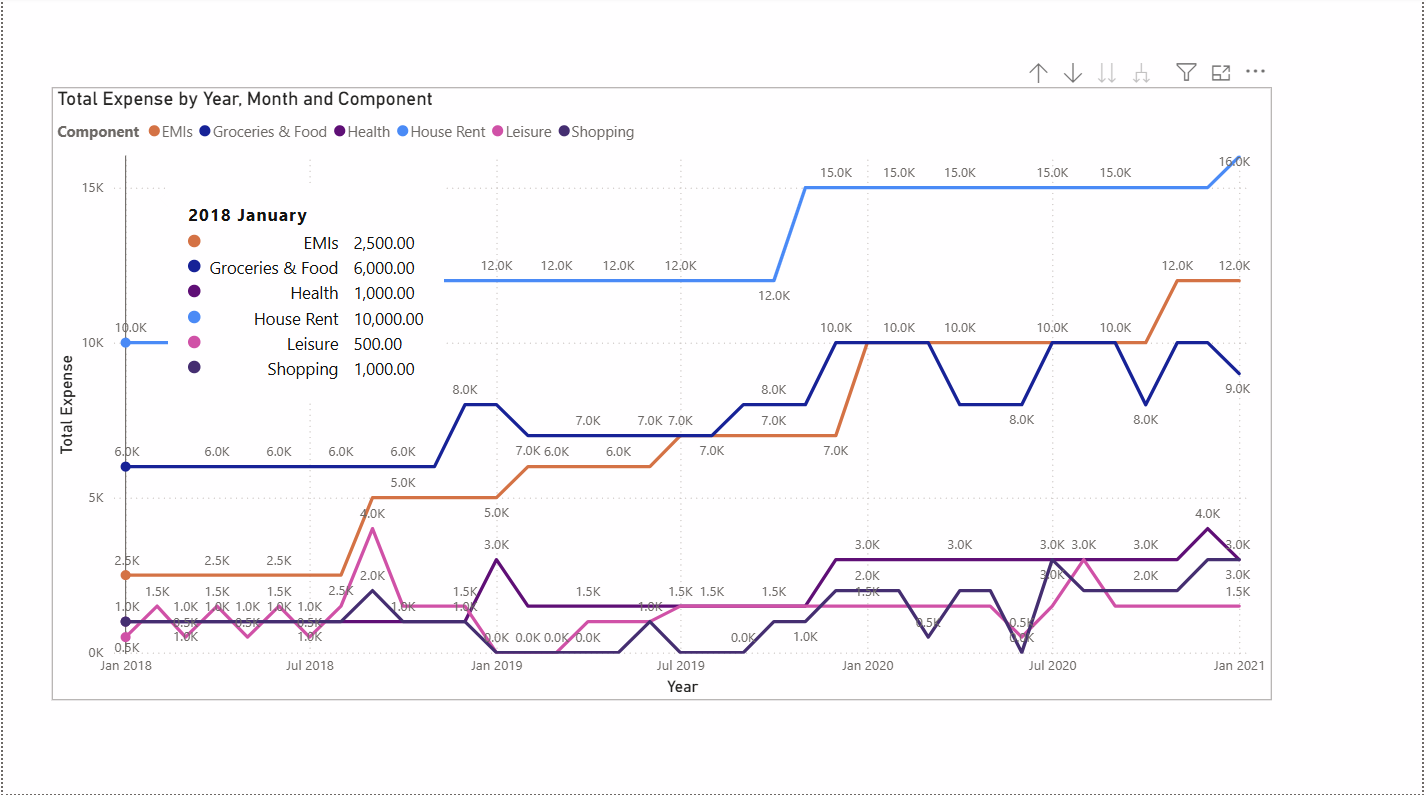 Total Expense by Year, Month and Component
Component EMIs Groceries & Food Health House Rent Leisure Shopping
16.0K
15.0K 15.0K 15.0K 15.0K 15.0K
15K
2018 January
EMIs 2,500.00
Groceries & Food 6,000.00
Health 1,000.00
House Rent 10,000.00
Leisure 500.00
Shopping 1,000.00
12.0K 12.0K 12.0K 12.0K 12.0K 12.0K
12.0K
10.0K 10.0K 10.0K 10.0K 10.0K 10.0K
10K
8.0K 8.0K 9.0K
7.0K 7.0K 7.0K 7.0K 8.0K 8.0K
6.0K 6.0K 6.0K 6.0K 6.0K 7.0K 6.0K 6.0K 7.0K 7.0K
5.0K
5K
4.0K 5.0K 4.0K
3.0K 3.0K 3.0K 3.0K 3.0K 3.0K 3.0K
2.5K 2.5K 2.5K 2.0K 2.0K 3.0K 2.0K 3.0K
1.5K 1.5K 1.5K 2.5K 1.5K 1.5K 1.5K 1.5K 1.5K 1.5K 1.5K
1.0K 1.0K 1.0K 1.0K 1.0K 1.0K 1.0K 1.0K 1.0K
0.5K 0.5K 0.5K 0.5K 0.5K
0.5K 1.0K 1.0K 0.0K 0.0K 0.0K 0.0K 0.0K 1.0K
0K
Jan 2018 Jul 2018 Jan 2019 Jul 2019 Jan 2020 Jul 2020 Jan 2021
Total Expense
Year